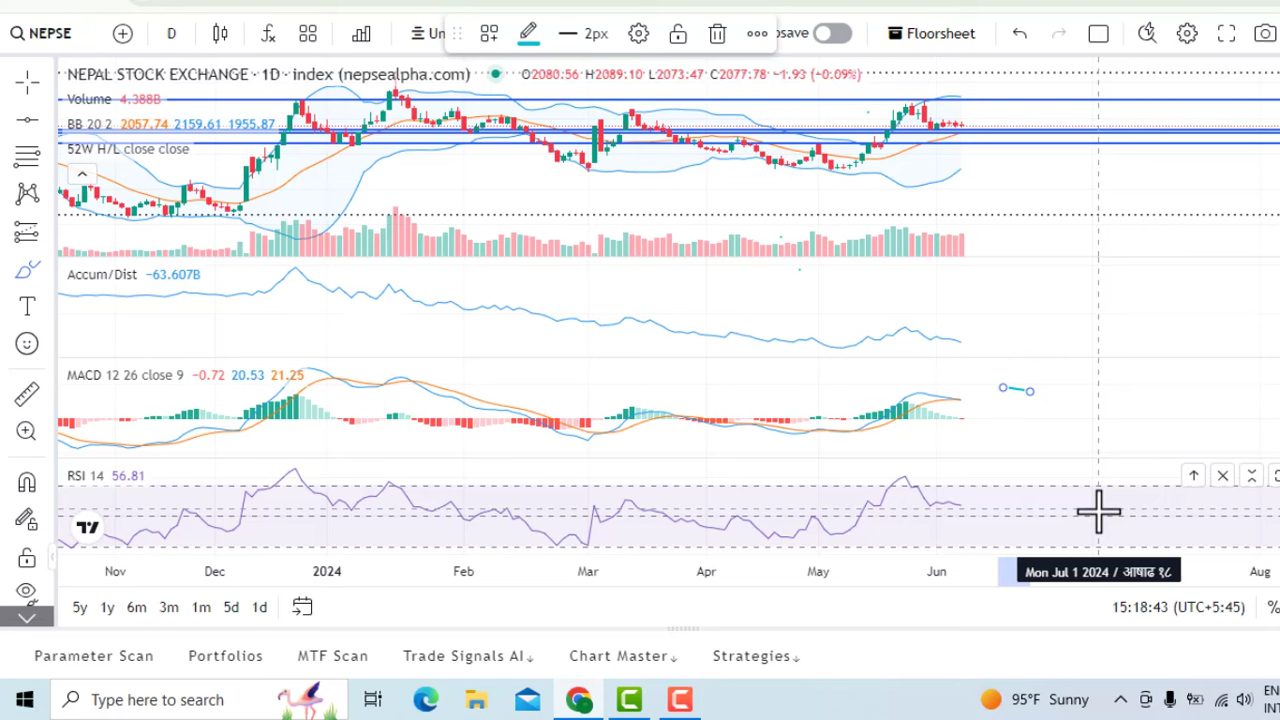 NEPSE D Un 2px save Floorsheet
NEPAL STOCK EXCHANGE · 1D · index (nepsealpha.com) O2080.56 H2089.10 L2073.47 C2077.78 −1.93 (−0.09%)
Volume 4.388B
BB 20 2 2057.74 2159.61 1955.87
52W H/L close close
Accum/Dist −63.607B
MACD 12 26 close 9 −0.72 20.53 21.25
RSI 14 56.81
Nov Dec 2024 Feb Mar Apr May Jun Mon Jul 1 2024 / आषाढ १८ Aug
5y 1y 6m 3m 1m 5d 1d 15:18:43 (UTC+5:45) %
Parameter Scan Portfolios MTF Scan Trade Signals AI↓ Chart Master↓ Strategies↓
Type here to search 95°F Sunny EN
INT